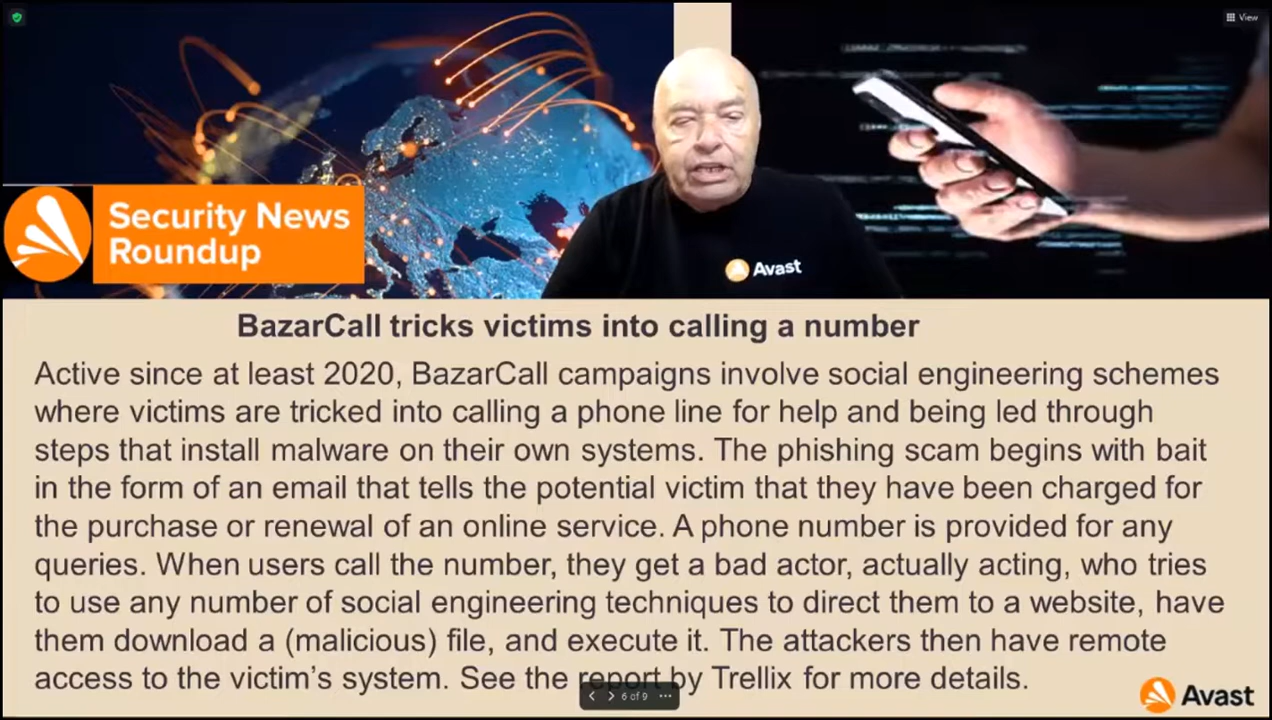 View
Security News
Roundup
Avast
BazarCall tricks victims into calling a number
Active since at least 2020, BazarCall campaigns involve social engineering schemes
where victims are tricked into calling a phone line for help and being led through
steps that install malware on their own systems. The phishing scam begins with bait
in the form of an email that tells the potential victim that they have been charged for
the purchase or renewal of an online service. A phone number is provided for any
queries. When users call the number, they get a bad actor, actually acting, who tries
to use any number of social engineering techniques to direct them to a website, have
them download a (malicious) file, and execute it. The attackers then have remote
access to the victim's system. See the report by Trellix for more details.
6 of 9
Avast